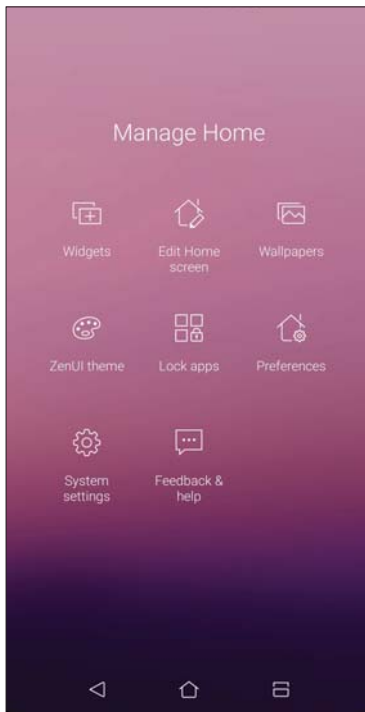 Manage Home
Widgets
Edit Home
screen
Wallpapers
ZenUI theme
Lock apps
Preferences
System
settings
Feedback &
help